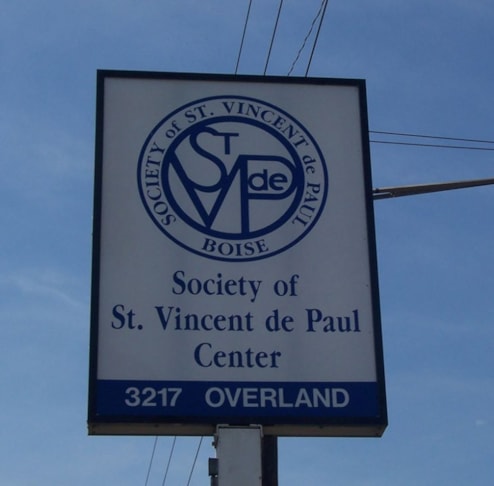 SOCIETY of ST. VINCENT de PAUL
ST
V de P
BOISE
Society of
St. Vincent de Paul
Center
3217 OVERLAND